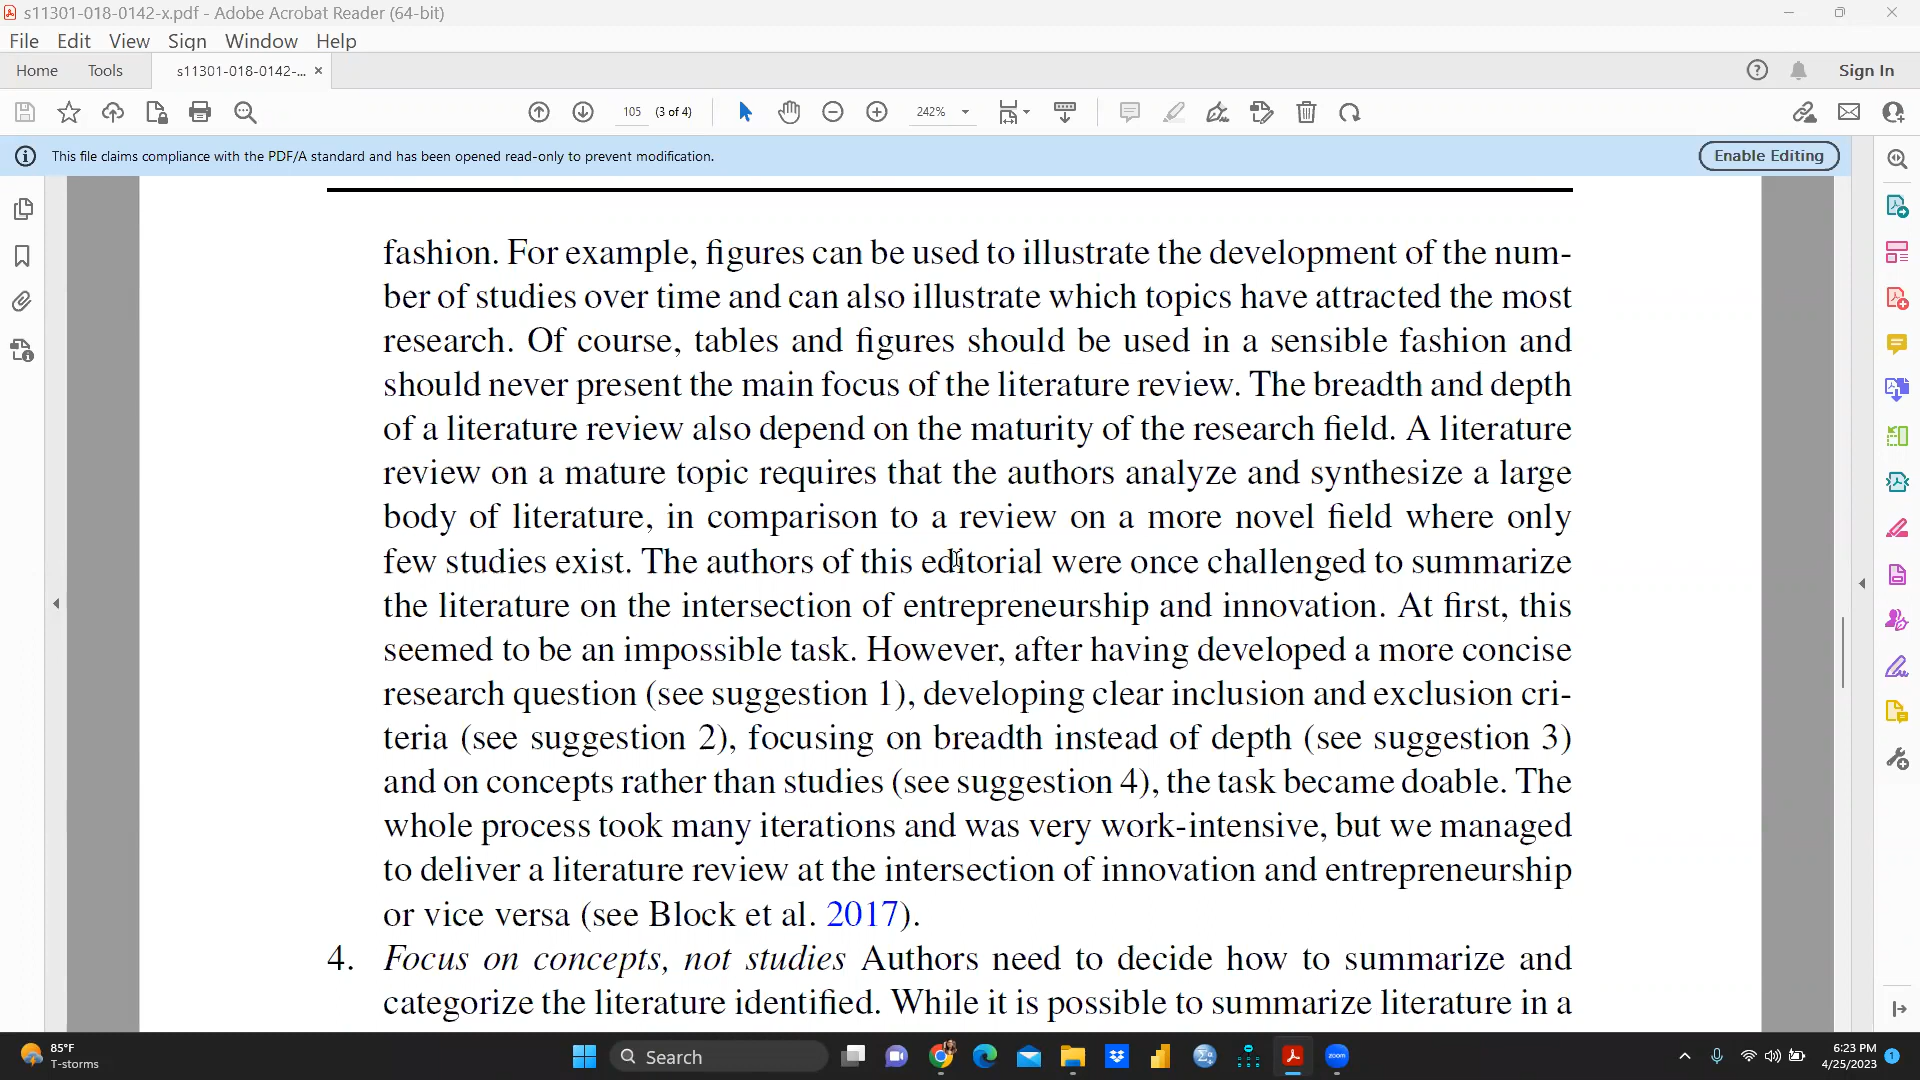 s11301-018-0142-x.pdf - Adobe Acrobat Reader (64-bit)
File Edit View Sign Window Help
Home Tools s11301-018-0142-... × Sign In
105 (3 of 4) 242%
This file claims compliance with the PDF/A standard and has been opened read-only to prevent modification. Enable Editing
fashion. For example, figures can be used to illustrate the development of the num-
ber of studies over time and can also illustrate which topics have attracted the most
research. Of course, tables and figures should be used in a sensible fashion and
should never present the main focus of the literature review. The breadth and depth
of a literature review also depend on the maturity of the research field. A literature
review on a mature topic requires that the authors analyze and synthesize a large
body of literature, in comparison to a review on a more novel field where only
few studies exist. The authors of this editorial were once challenged to summarize
the literature on the intersection of entrepreneurship and innovation. At first, this
seemed to be an impossible task. However, after having developed a more concise
research question (see suggestion 1), developing clear inclusion and exclusion cri-
teria (see suggestion 2), focusing on breadth instead of depth (see suggestion 3)
and on concepts rather than studies (see suggestion 4), the task became doable. The
whole process took many iterations and was very work-intensive, but we managed
to deliver a literature review at the intersection of innovation and entrepreneurship
or vice versa (see Block et al. 2017).
4. Focus on concepts, not studies Authors need to decide how to summarize and
categorize the literature identified. While it is possible to summarize literature in a
85°F
T-storms
Search
zoom
6:23 PM
4/25/2023
1